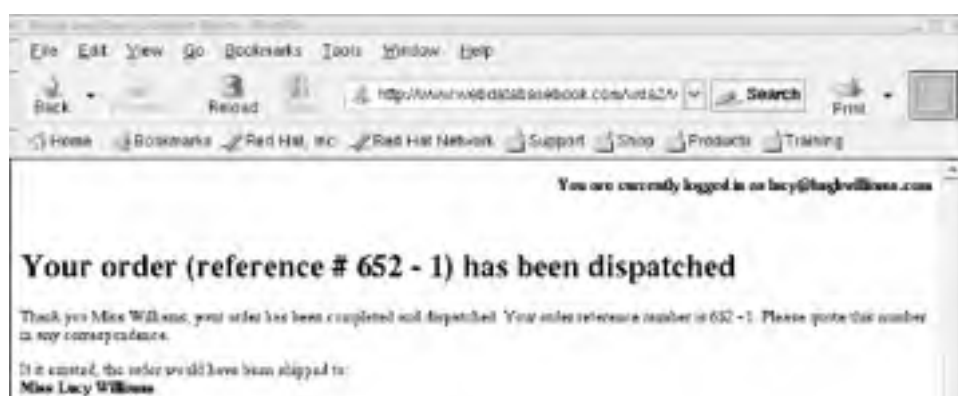 File Edit View Go Bookmarks Tools Window Help
Back Reload Search Print
Home Bookmarks Red Hat, Inc. Red Hat Network Support Shop Products Training
You are currently logged in as lucy@hughwilliams.com
Your order (reference # 652 - 1) has been dispatched
Thank you Miss Williams, your order has been completed and dispatched. Your order reference number is 652 - 1. Please quote this number
in any correspondence.
If it existed, the order would have been shipped to:
Miss Lucy Williams